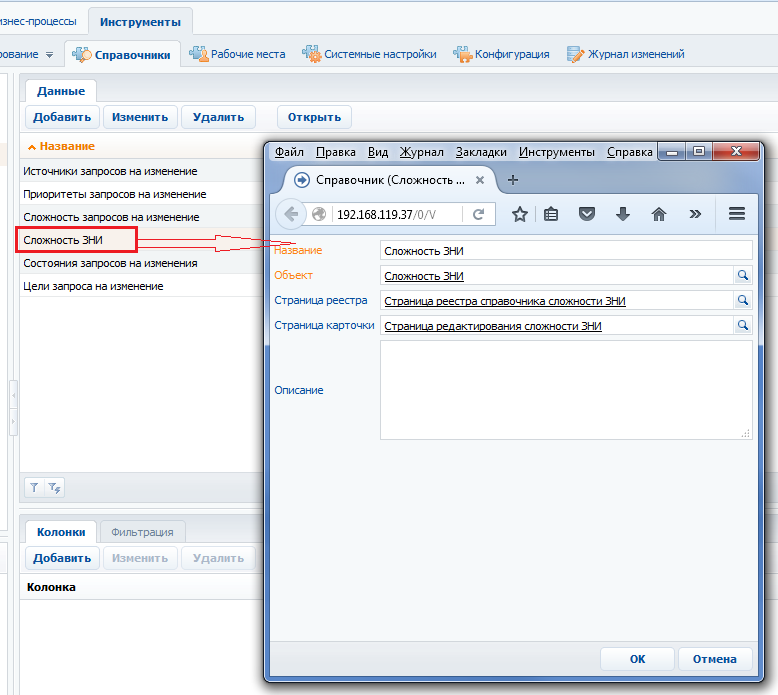 изнес-процессы
Инструменты
рование
Справочники
Рабочие места
Системные настройки
Конфигурация
Журнал изменений
Данные
Добавить
Изменить
Удалить
Открыть
Название
Источники запросов на изменение
Приоритеты запросов на изменение
Сложность запросов на изменение
Сложность ЗНИ
Состояния запросов на изменения
Цели запроса на изменение
Файл Правка Вид Журнал Закладки Инструменты Справка
Справочник (Сложность ...
192.168.119.37/0/V
Название
Сложность ЗНИ
Объект
Сложность ЗНИ
Страница реестра
Страница реестра справочника сложности ЗНИ
Страница карточки
Страница редактирования сложности ЗНИ
Описание
OK
Отмена
Колонки
Фильтрация
Добавить
Изменить
Удалить
Колонка